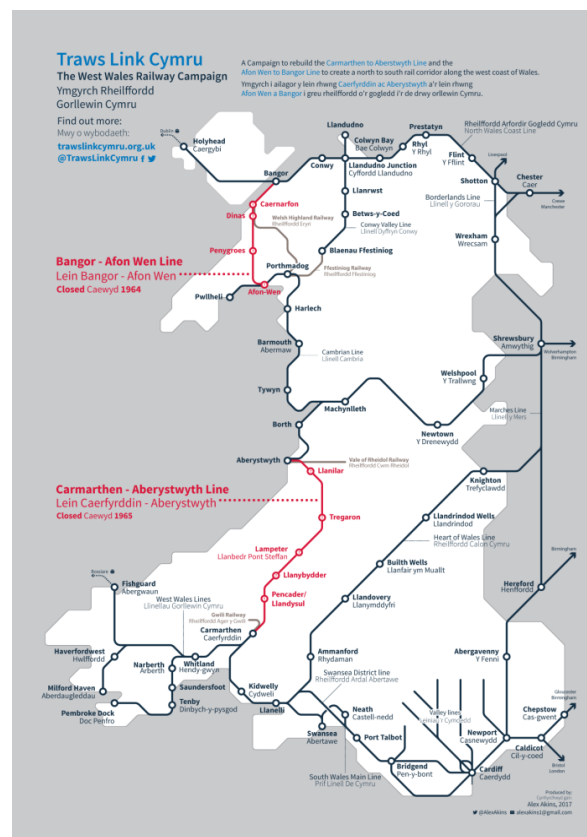 Traws Link Cymru
The West Wales Railway Campaign
Ymgyrch Rheilffordd
Gorllewin Cymru
Find out more:
Mwy o wybodaeth:
trawslinkcymru.org.uk
@TrawsLinkCymru
A Campaign to rebuild the Carmarthen to Aberystwyth Line and the
Afon Wen to Bangor Line to create a north to south rail corridor along the west coast of Wales.
Ymgyrch i ailagor y lein rhwng Caerfyrddin ac Aberystwyth a'r lein rhwng
Afon Wen a Bangor i greu rheilffordd o'r gogledd i'r de drwy orllewin Cymru.
Dublin
Holyhead
Caergybi
Bangor
Conwy
Llandudno
Colwyn Bay
Bae Colwyn
Llandudno Junction
Cyffordd Llandudno
Rhyl
Y Rhyl
Prestatyn
Rheilffordd Arfordir Gogledd Cymru
North Wales Coast Line
Flint
Y Fflint
Liverpool
Shotton
Chester
Caer
Crewe
Manchester
Borderlands Line
Llinell y Gororau
Wrexham
Wrecsam
Caernarfon
Dinas
Welsh Highland Railway
Rheilffordd Eryri
Penygroes
Llanrwst
Betws-y-Coed
Conwy Valley Line
Llinell Dyffryn Conwy
Blaenau Ffestiniog
Ffestiniog Railway
Rheilffordd Ffestiniog
Porthmadog
Bangor - Afon Wen Line
Lein Bangor - Afon Wen
Closed Caewyd 1964
Afon-Wen
Pwllheli
Harlech
Barmouth
Abermaw
Cambrian Line
Llinell Cambria
Tywyn
Machynlleth
Borth
Shrewsbury
Amwythig
Wolverhampton
Birmingham
Welshpool
Y Trallwng
Marches Line
Llinell y Mers
Newtown
Y Drenewydd
Aberystwyth
Vale of Rheidol Railway
Rheilffordd Cwm Rheidol
Llanilar
Knighton
Trefyclawdd
Carmarthen - Aberystwyth Line
Lein Caerfyrddin - Aberystwyth
Closed Caewyd 1965
Tregaron
Llandrindod Wells
Llandrindod
Heart of Wales Line
Rheilffordd Calon Cymru
Lampeter
Llanbedr Pont Steffan
Llanybydder
Builth Wells
Llanfair ym Muallt
Birmingham
Hereford
Henffordd
Pencader/
Llandysul
Llandovery
Llanymddyfri
Rosslare
Fishguard
Abergwaun
West Wales Lines
Llinellau Gorllewin Cymru
Gwili Railway
Rheilffordd Ager y Gwili
Carmarthen
Caerfyrddin
Haverfordwest
Hwlffordd
Narberth
Arberth
Whitland
Hendy-gwyn
Ammanford
Rhydaman
Abergavenny
Y Fenni
Milford Haven
Aberdaugleddau
Saundersfoot
Tenby
Dinbych-y-pysgod
Pembroke Dock
Doc Penfro
Kidwelly
Cydweli
Llanelli
Swansea District line
Rheilffordd Ardal Abertawe
Neath
Castell-nedd
Swansea
Abertawe
Port Talbot
Valley lines
Leiniau'r Cymoedd
Newport
Casnewydd
Gloucester
Birmingham
Chepstow
Cas-gwent
Caldicot
Cil-y-coed
Bristol
London
South Wales Main Line
Prif Linell De Cymru
Bridgend
Pen-y-bont
Cardiff
Caerdydd
Produced by
Alex Akins, 2017
@AlexAkins alexakins1@gmail.com